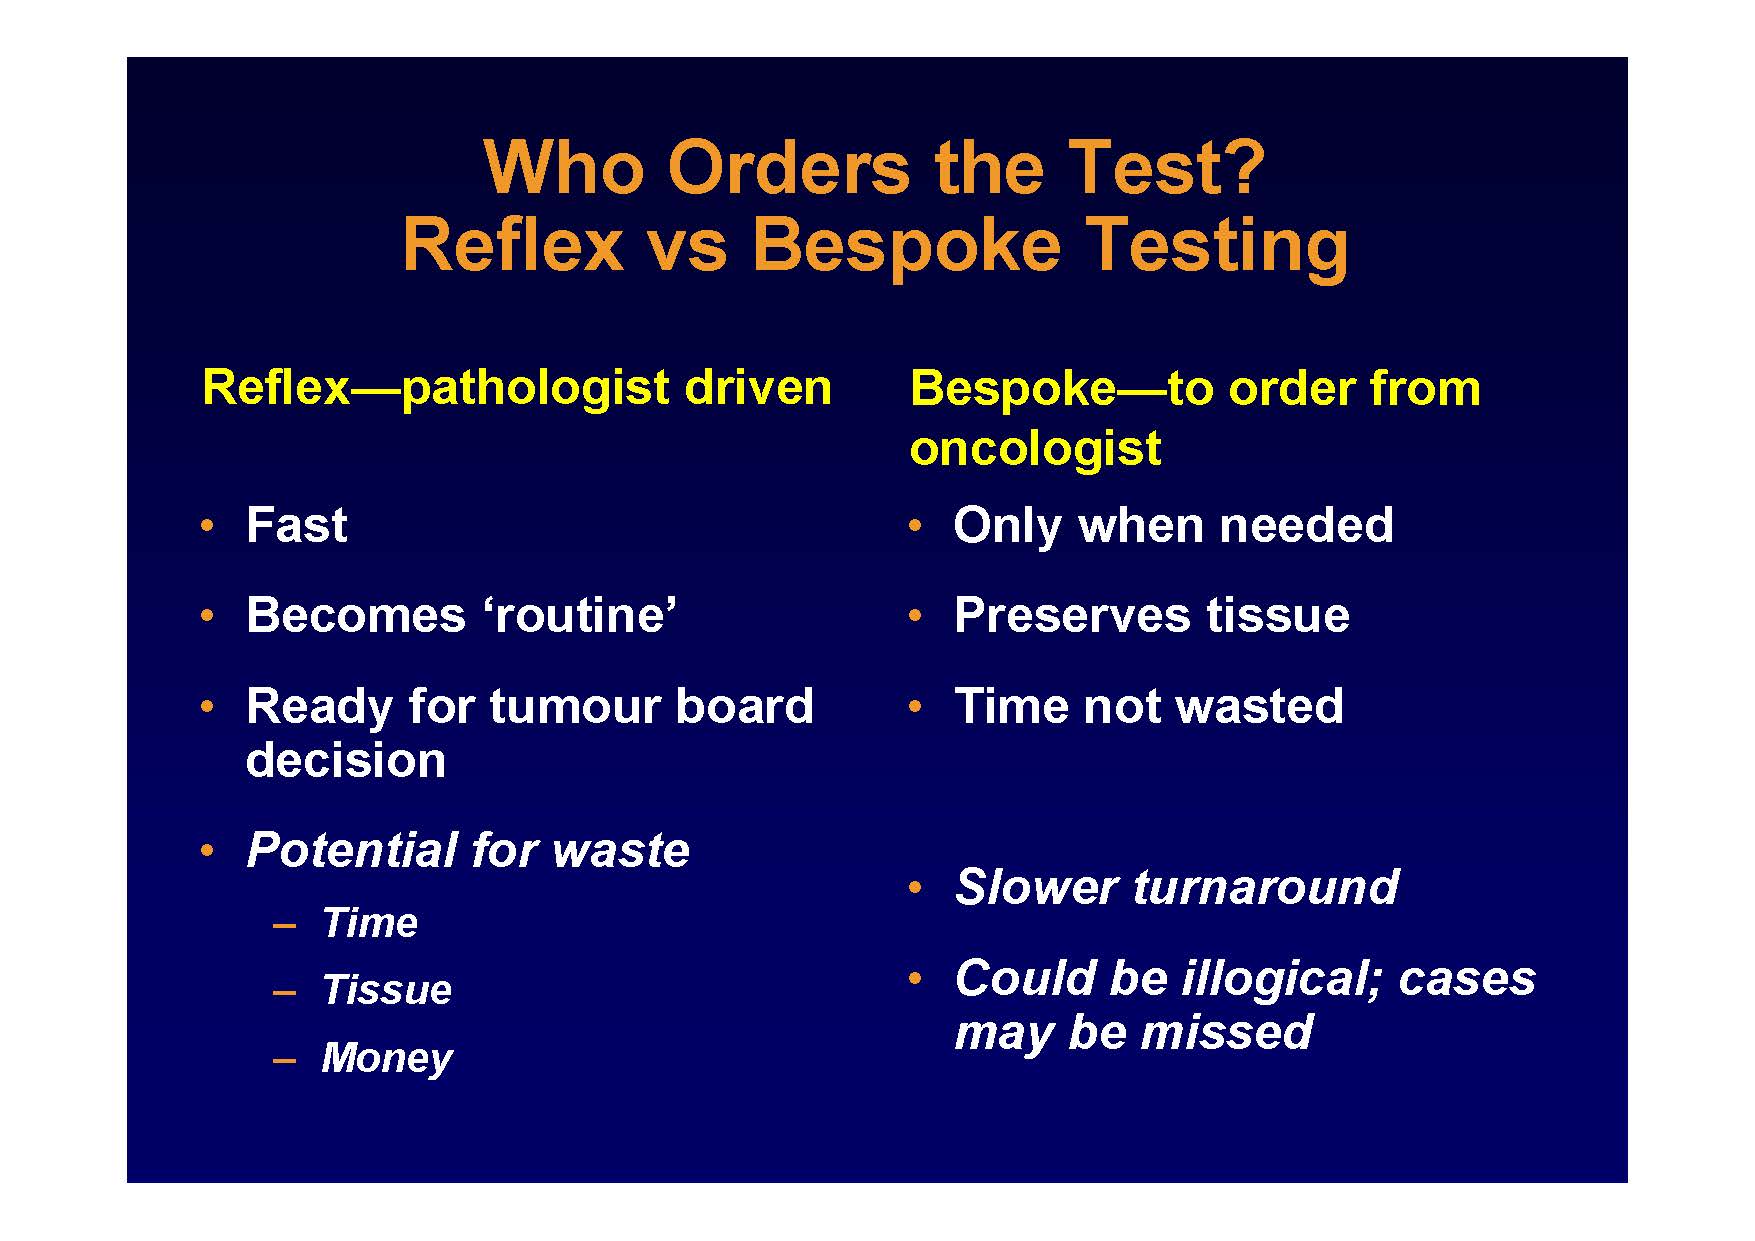 Who Orders the Test?
Reflex vs Bespoke Testing
Reflex—pathologist driven
• Fast
• Becomes ‘routine’
• Ready for tumour board
decision
• Potential for waste
– Time
– Tissue
– Money
Bespoke—to order from
oncologist
• Only when needed
• Preserves tissue
• Time not wasted
• Slower turnaround
• Could be illogical; cases
may be missed